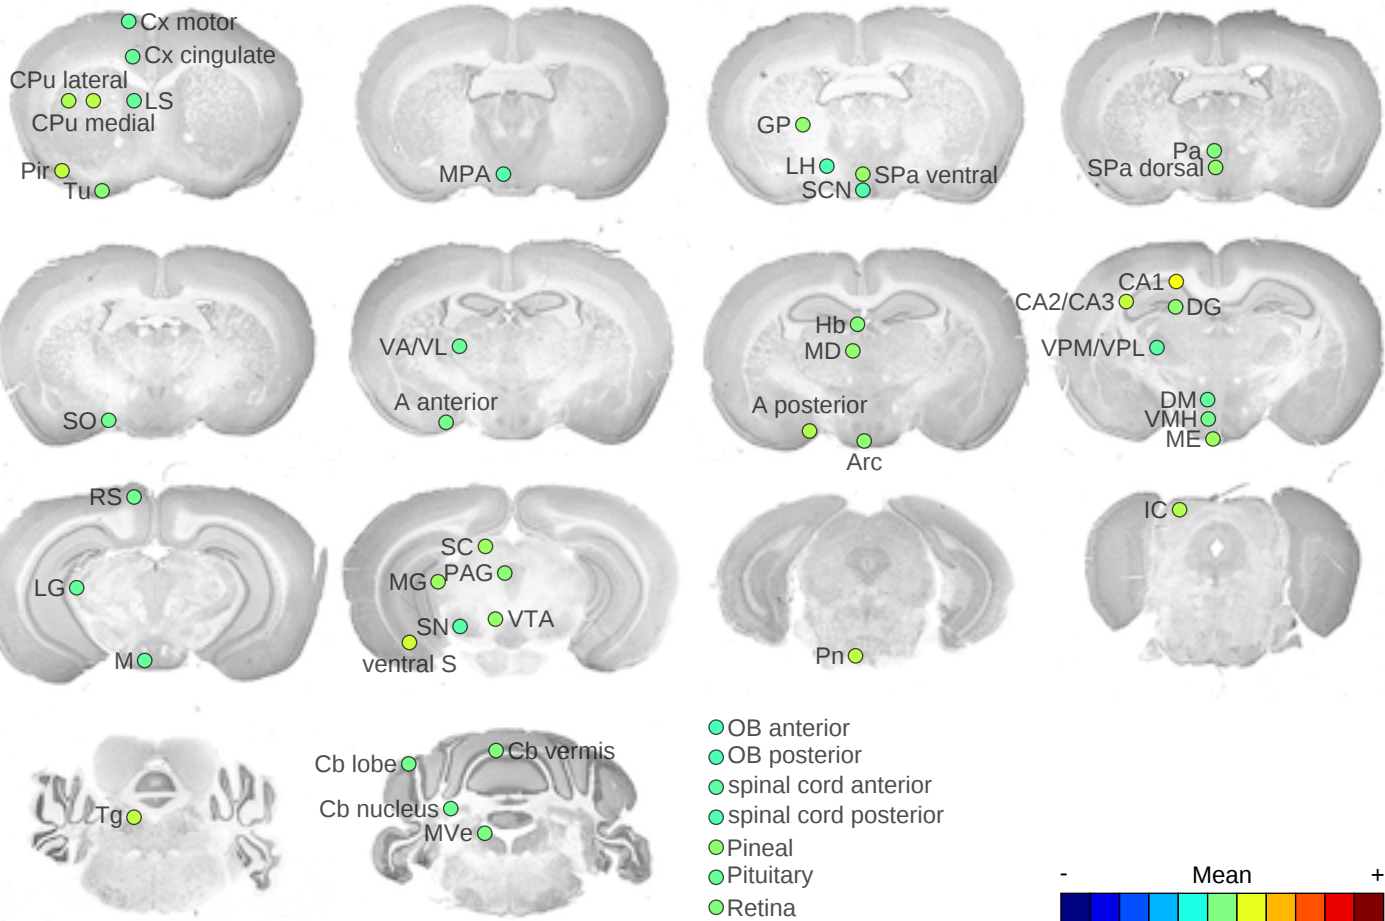 Cx motor
Cx cingulate
CPu lateral
LS
CPu medial
Pir
Tu
MPA
GP
LH
SPa ventral
SCN
Pa
SPa dorsal
SO
VA/VL
A anterior
Hb
MD
A posterior
Arc
CA1
CA2/CA3
DG
VPM/VPL
DM
VMH
ME
RS
LG
M
SC
MG
PAG
SN
VTA
ventral S
Pn
IC
Tg
Cb lobe
Cb vermis
Cb nucleus
MVe
OB anterior
OB posterior
spinal cord anterior
spinal cord posterior
Pineal
Pituitary
Retina
- Mean +